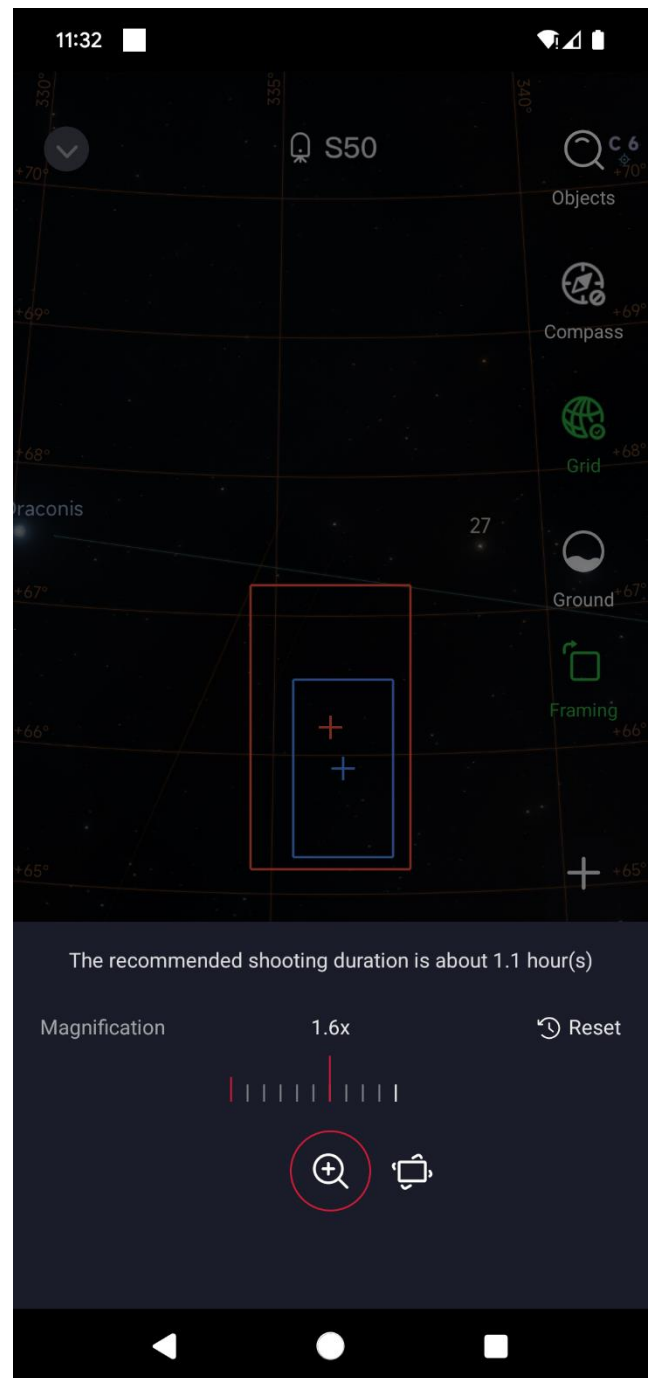 11:32
330°
335°
340°
S50
C 6
+70°
+70°
Objects
+69°
+69°
Compass
+68°
+68°
Grid
raconis
27
+67°
+67°
Ground
Framing
+66°
+66°
+65°
+65°
The recommended shooting duration is about 1.1 hour(s)
Magnification
1.6x
Reset